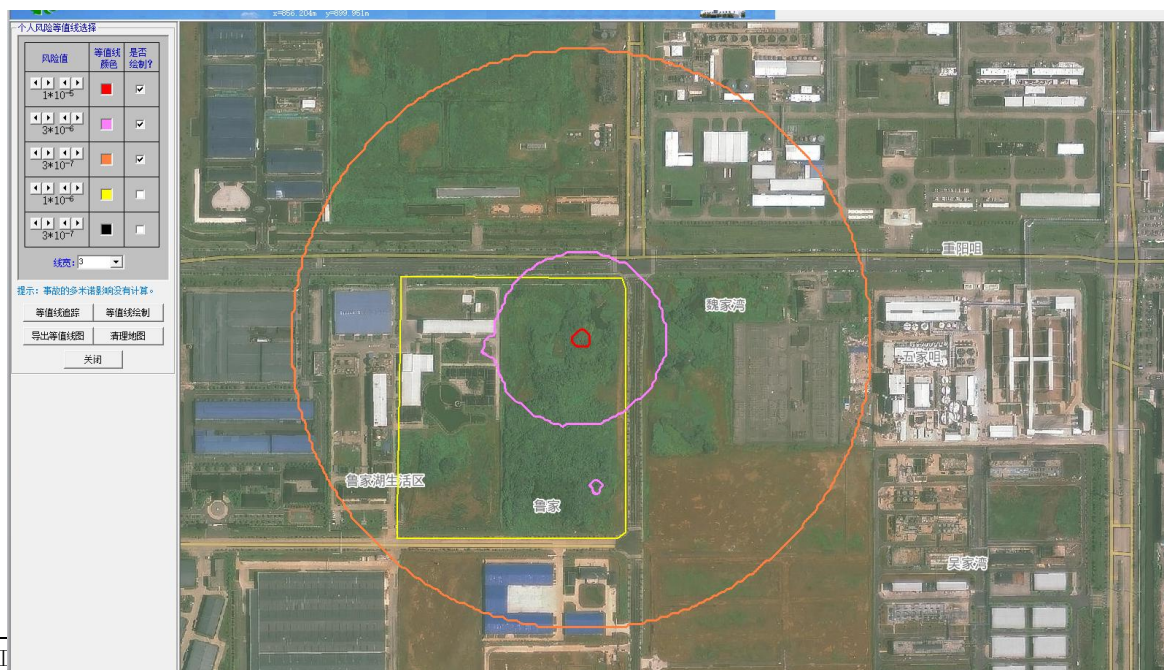 x=856.204m y=899.951m
个人风险等值线选择
风险值 等值线颜色 是否绘制?
1*10⁻⁵
3*10⁻⁶
3*10⁻⁷
1*10⁻⁶
3*10⁻⁷
线宽: 3
提示: 事故的多米诺影响没有计算。
等值线追踪 等值线绘制
导出等值线图 清理地图
关闭
重阳咀
魏家湾
五家咀
鲁家湖生活区
鲁家
吴家湾